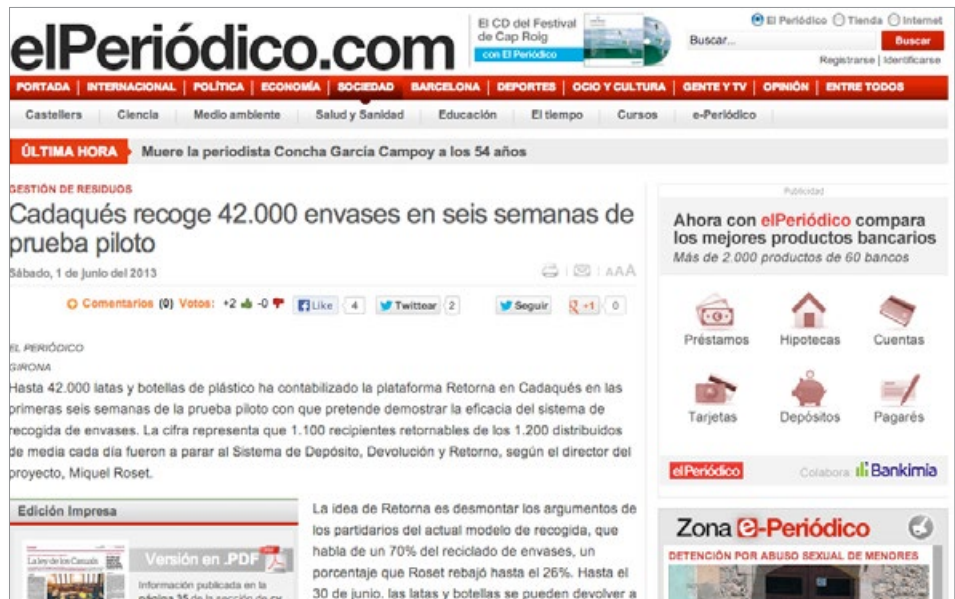 elPeriódico.com
El CD del Festival
de Cap Roig
con El Periódico
El Periódico Tienda Internet
Buscar... Buscar
Registrarse | Identificarse
PORTADA | INTERNACIONAL | POLÍTICA | ECONOMÍA | SOCIEDAD BARCELONA | DEPORTES | OCIO Y CULTURA | GENTE Y TV | OPINIÓN | ENTRE TODOS
Castellers Ciencia Medio ambiente Salud y Sanidad Educación El tiempo Cursos e-Periódico
ÚLTIMA HORA Muere la periodista Concha García Campoy a los 54 años
GESTIÓN DE RESIDUOS
Cadaqués recoge 42.000 envases en seis semanas de
prueba piloto
Sábado, 1 de junio del 2013
AAA
Comentarios (0) Votos: +2 -0 Like 4 Twittear 2 Seguir +1 0
EL PERIÓDICO
GIRONA
Hasta 42.000 latas y botellas de plástico ha contabilizado la plataforma Retorna en Cadaqués en las
primeras seis semanas de la prueba piloto con que pretende demostrar la eficacia del sistema de
recogida de envases. La cifra representa que 1.100 recipientes retornables de los 1.200 distribuidos
de media cada día fueron a parar al Sistema de Depósito, Devolución y Retorno, según el director del
proyecto, Miquel Roset.
Edición Impresa
La ley de los Casuals
Versión en .PDF
Información publicada en la
página 35 de la sección de
La idea de Retorna es desmontar los argumentos de
los partidarios del actual modelo de recogida, que
habla de un 70% del reciclado de envases, un
porcentaje que Roset rebajó hasta el 26%. Hasta el
30 de junio, las latas y botellas se pueden devolver a
Publicidad
Ahora con elPeriódico compara
los mejores productos bancarios
Más de 2.000 productos de 60 bancos
Préstamos Hipotecas Cuentas
Tarjetas Depósitos Pagarés
elPeriódico Colabora: Bankimia
Zona e-Periódico
DETENCIÓN POR ABUSO SEXUAL DE MENORES